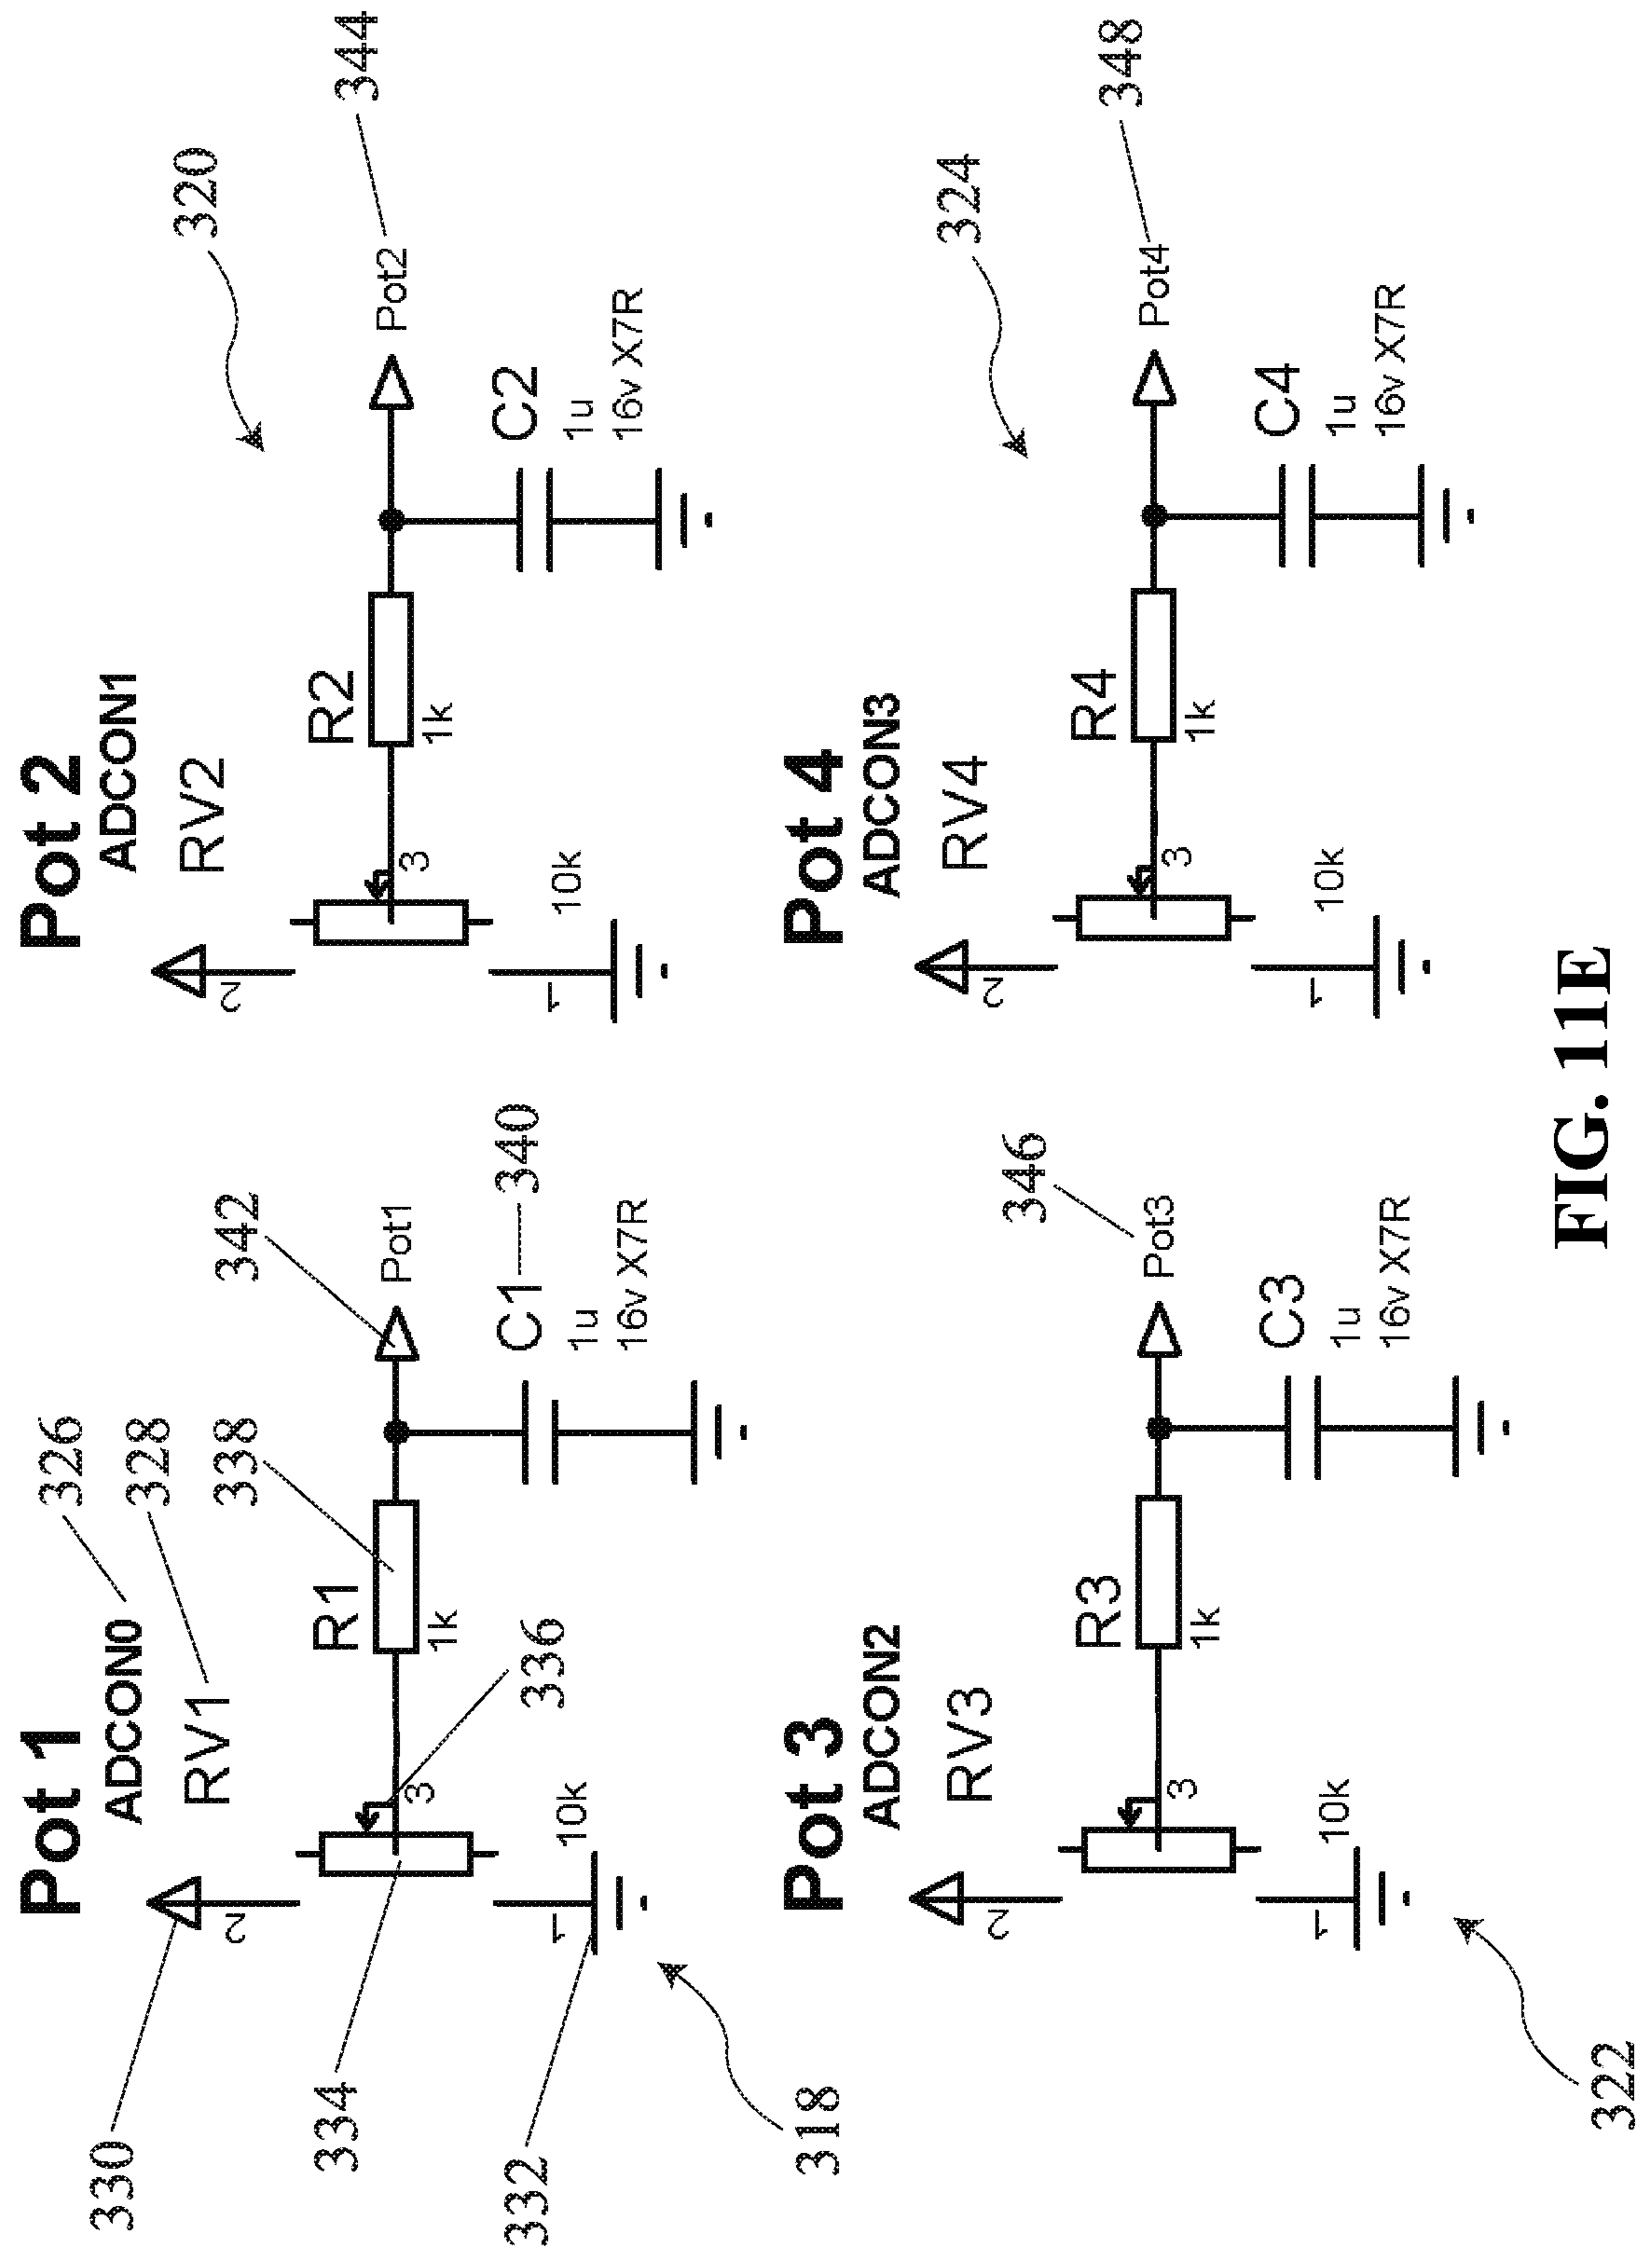 Pot 1
ADCON0
326
RV1
328
330
2
R1
338
342
1k
Pot1
334
3
336
C1
340
1u
16v X7R
10k
1
332
318
Pot 2
ADCON1
RV2
320
2
R2
1k
Pot2
344
3
C2
1u
16v X7R
10k
1
Pot 3
ADCON2
RV3
2
R3
1k
Pot3
346
3
C3
1u
16v X7R
10k
1
322
Pot 4
ADCON3
RV4
324
2
R4
1k
Pot4
348
3
C4
1u
16v X7R
10k
1
FIG. 11E